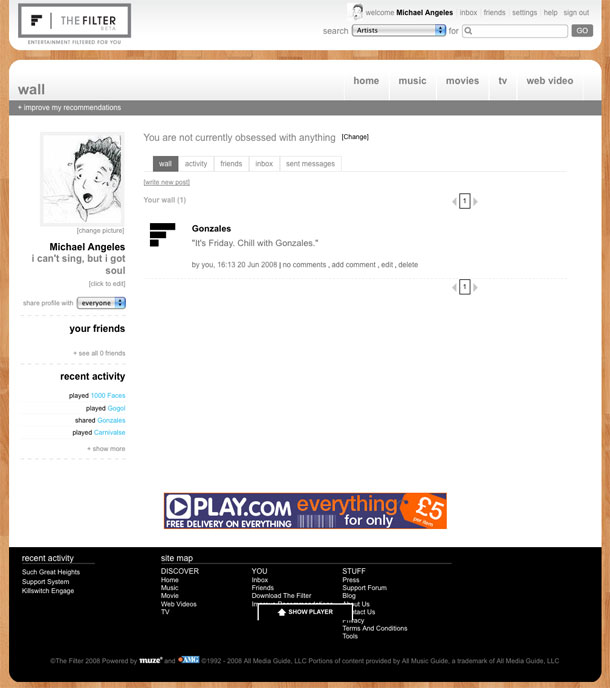 THE FILTER
BETA
ENTERTAINMENT FILTERED FOR YOU
welcome Michael Angeles inbox friends settings help sign out
search Artists for GO
wall
home music movies tv web video
+ improve my recommendations
You are not currently obsessed with anything [Change]
wall activity friends inbox sent messages
[write new post]
Your wall (1) 1
Gonzales
"It's Friday. Chill with Gonzales."
by you, 16:13 20 Jun 2008 | no comments , add comment , edit , delete
1
[change picture]
Michael Angeles
i can't sing, but i got
soul
[click to edit]
share profile with everyone
your friends
+ see all 0 friends
recent activity
played 1000 Faces
played Gogol
shared Gonzales
played Carnivalse
+ show more
PLAY.COM everything £5
FREE DELIVERY ON EVERYTHING for only per item
recent activity
Such Great Heights
Support System
Killswitch Engage
site map
DISCOVER
Home
Music
Movie
Web Videos
TV
YOU
Inbox
Friends
Download The Filter
STUFF
Press
Support Forum
Blog
Us
Us
Terms And Conditions
Tools
SHOW PLAYER
©The Filter 2008 Powered by muze and AMG ©1992 - 2008 All Media Guide, LLC Portions of content provided by All Music Guide, a trademark of All Media Guide, LLC